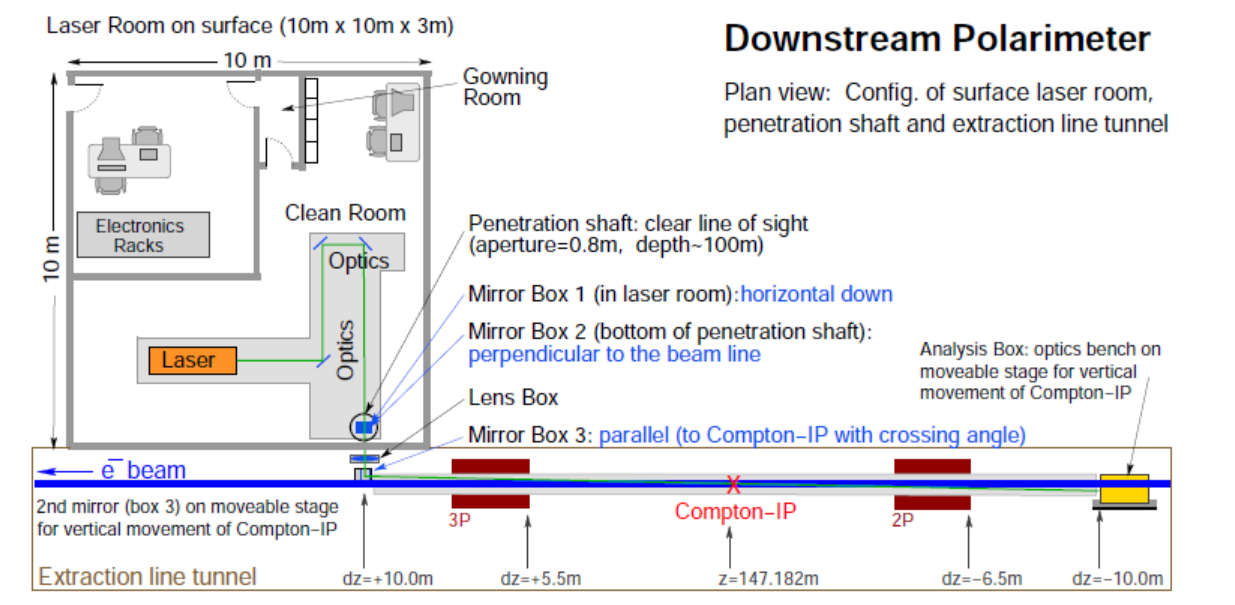 Laser Room on surface (10m x 10m x 3m)
Downstream Polarimeter
Plan view: Config. of surface laser room,
penetration shaft and extraction line tunnel
10 m
Gowning
Room
10 m
Electronics
Racks
Clean Room
Optics
Optics
Laser
Penetration shaft: clear line of sight
(aperture=0.8m, depth~100m)
Mirror Box 1 (in laser room):horizontal down
Mirror Box 2 (bottom of penetration shaft):
perpendicular to the beam line
Analysis Box: optics bench on
moveable stage for vertical
movement of Compton−IP
Lens Box
Mirror Box 3: parallel (to Compton−IP with crossing angle)
e⁻ beam
2nd mirror (box 3) on moveable stage
for vertical movement of Compton−IP
3P
X
Compton−IP
2P
Extraction line tunnel
dz=+10.0m
dz=+5.5m
z=147.182m
dz=−6.5m
dz=−10.0m